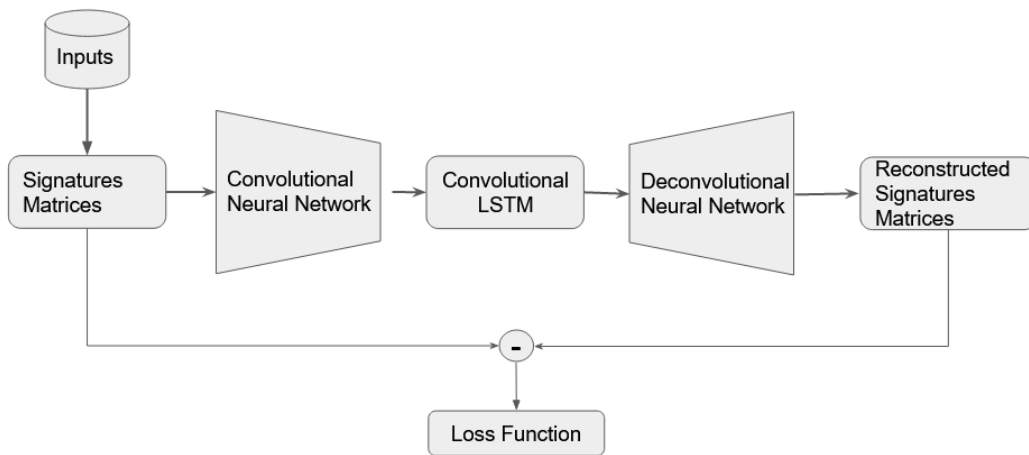 Inputs
Signatures
Matrices
Convolutional
Neural Network
Convolutional
LSTM
Deconvolutional
Neural Network
Reconstructed
Signatures
Matrices
-
Loss Function